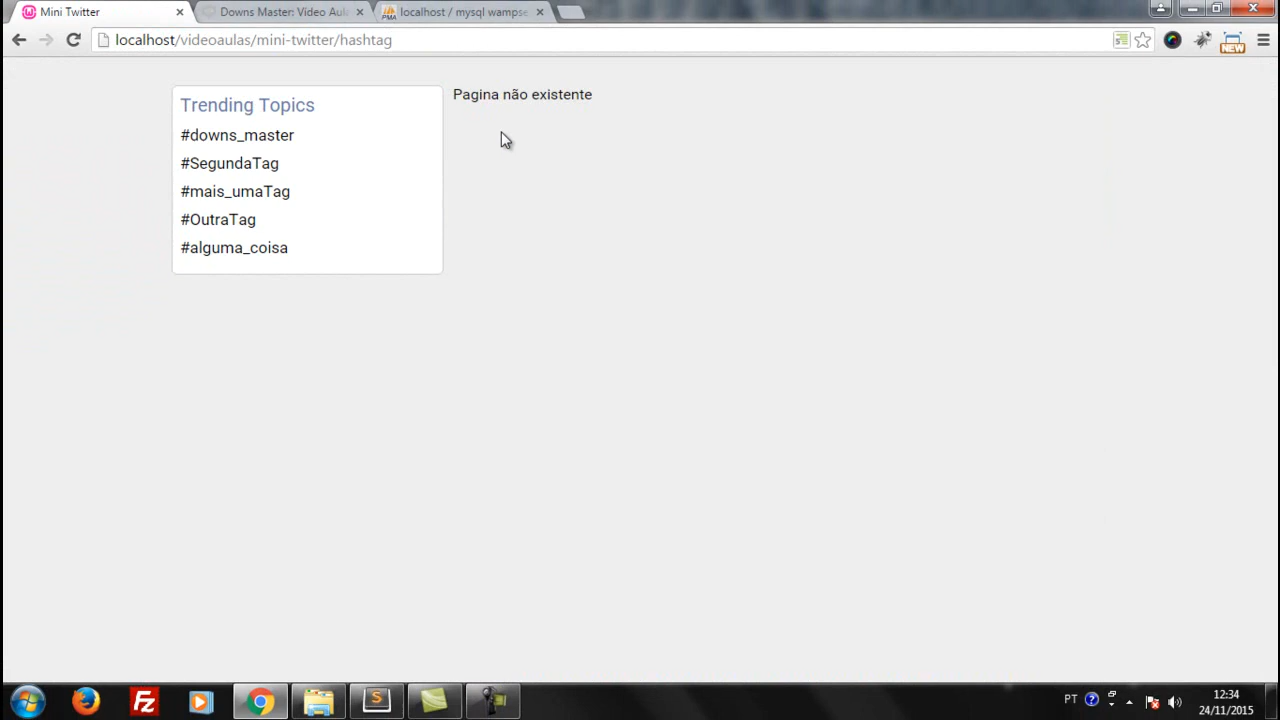 Mini Twitter
Downs Master: Video Aul
localhost / mysql wampse
localhost/videoaulas/mini-twitter/hashtag
NEW
Trending Topics
#downs_master
#SegundaTag
#mais_umaTag
#OutraTag
#alguma_coisa
Pagina não existente
PT
12:34
24/11/2015